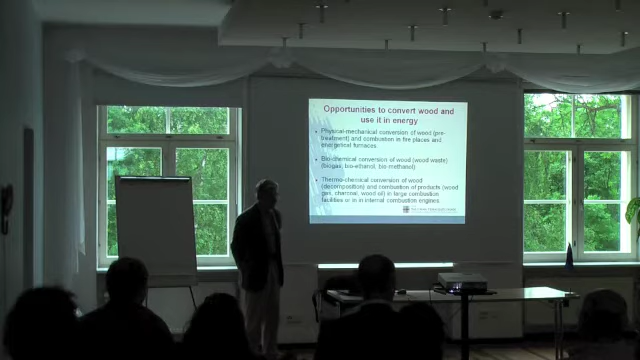 Opportunities to convert wood and
use it in energy
• Physical-mechanical conversion of wood (pre-
treatment) and combustion in fire places and
energetical furnaces.
• Bio-chemical conversion of wood (wood waste)
(biogas, bio-ethanol, bio-methanol)
• Thermo-chemical conversion of wood
(decomposition) and combustion of products (wood
gas, charcoal, wood oil) in large combustion
facilities or in in internal combustion engines.